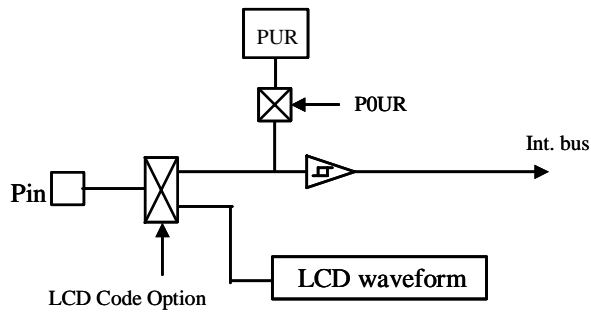 PUR
P0UR
Int. bus
Pin
LCD waveform
LCD Code Option